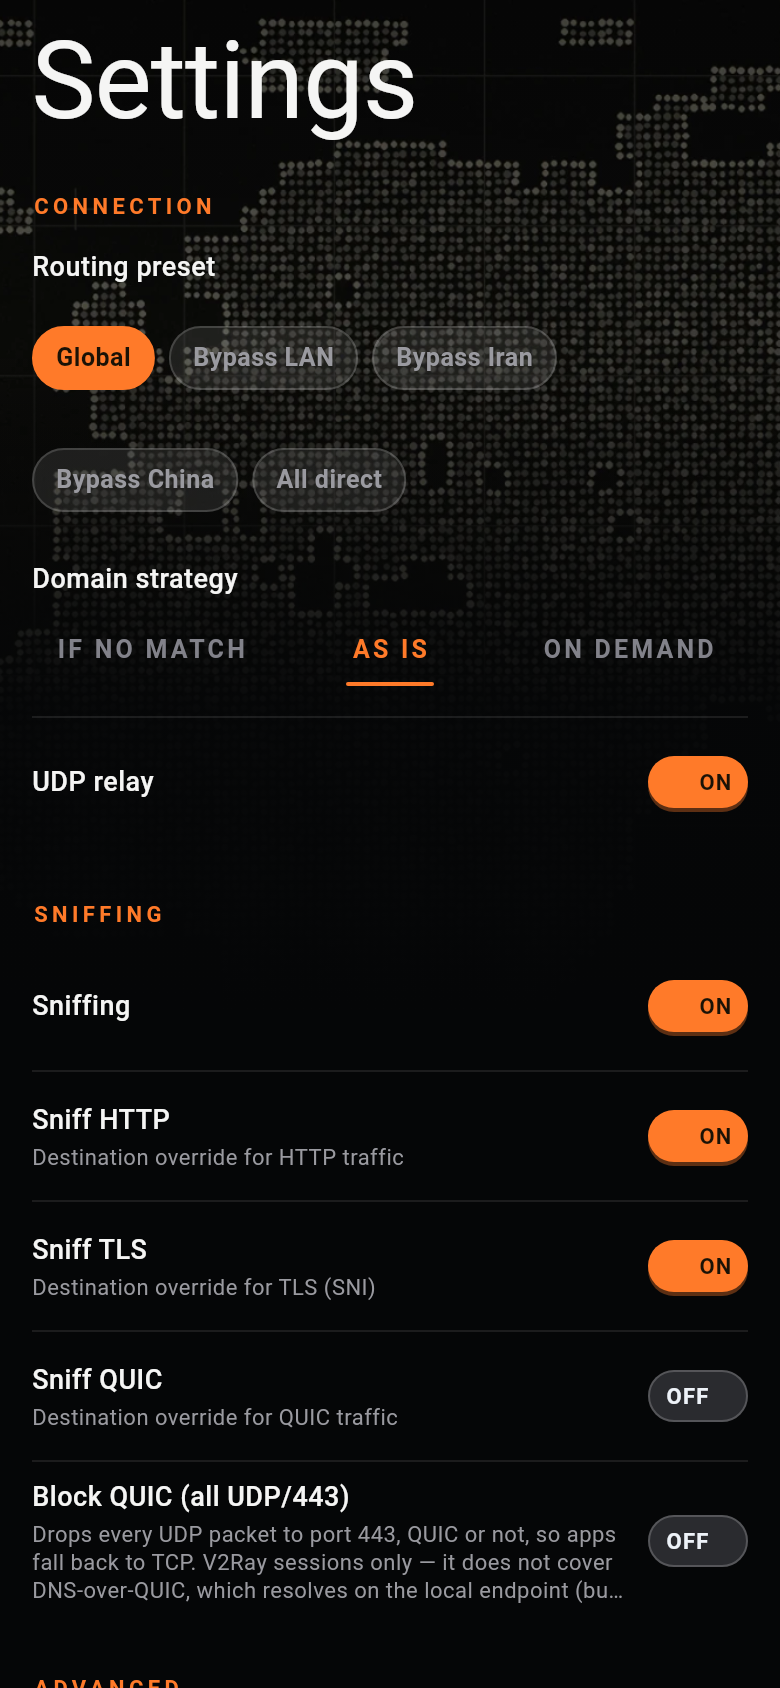 Settings
CONNECTION
Routing preset
Global
Bypass LAN
Bypass Iran
Bypass China
All direct
Domain strategy
IF NO MATCH
AS IS
ON DEMAND
UDP relay
ON
SNIFFING
Sniffing
ON
Sniff HTTP
Destination override for HTTP traffic
ON
Sniff TLS
Destination override for TLS (SNI)
ON
Sniff QUIC
Destination override for QUIC traffic
OFF
Block QUIC (all UDP/443)
Drops every UDP packet to port 443, QUIC or not, so apps
fall back to TCP. V2Ray sessions only — it does not cover
DNS-over-QUIC, which resolves on the local endpoint (bu…
OFF
ADVANCED